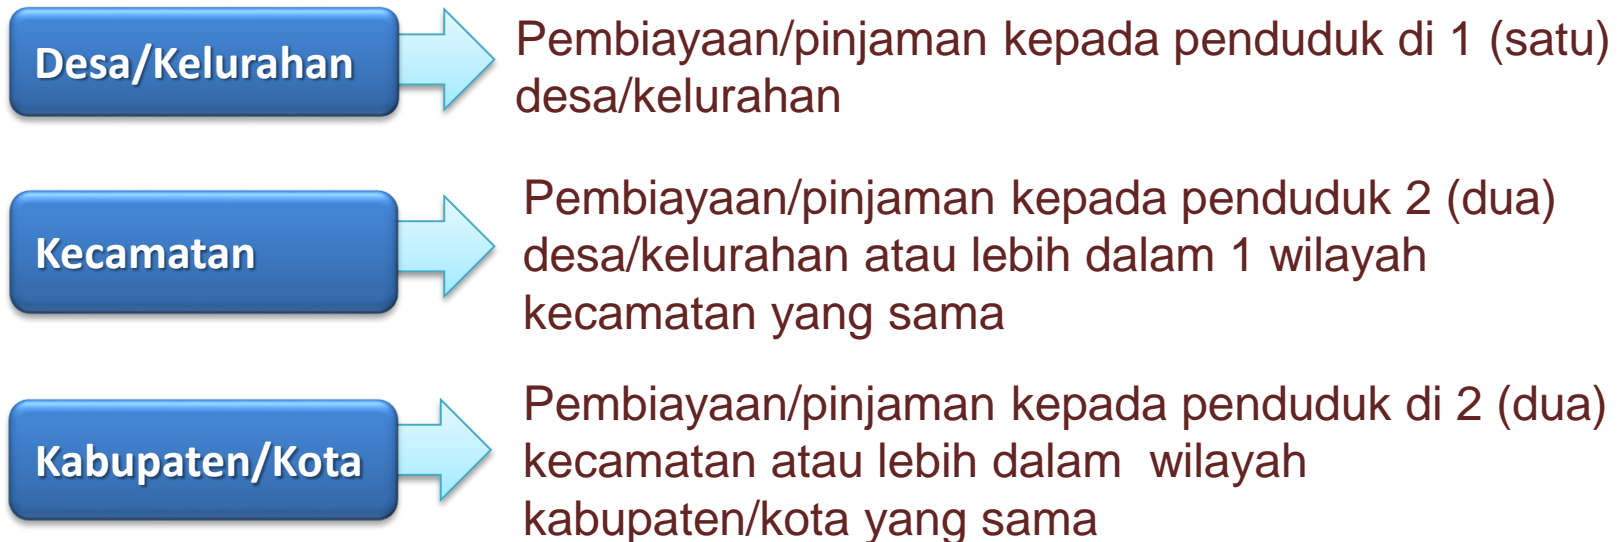 Desa/Kelurahan
Pembiayaan/pinjaman kepada penduduk di 1 (satu)
desa/kelurahan
Kecamatan
Pembiayaan/pinjaman kepada penduduk 2 (dua)
desa/kelurahan atau lebih dalam 1 wilayah
kecamatan yang sama
Kabupaten/Kota
Pembiayaan/pinjaman kepada penduduk di 2 (dua)
kecamatan atau lebih dalam  wilayah
kabupaten/kota yang sama